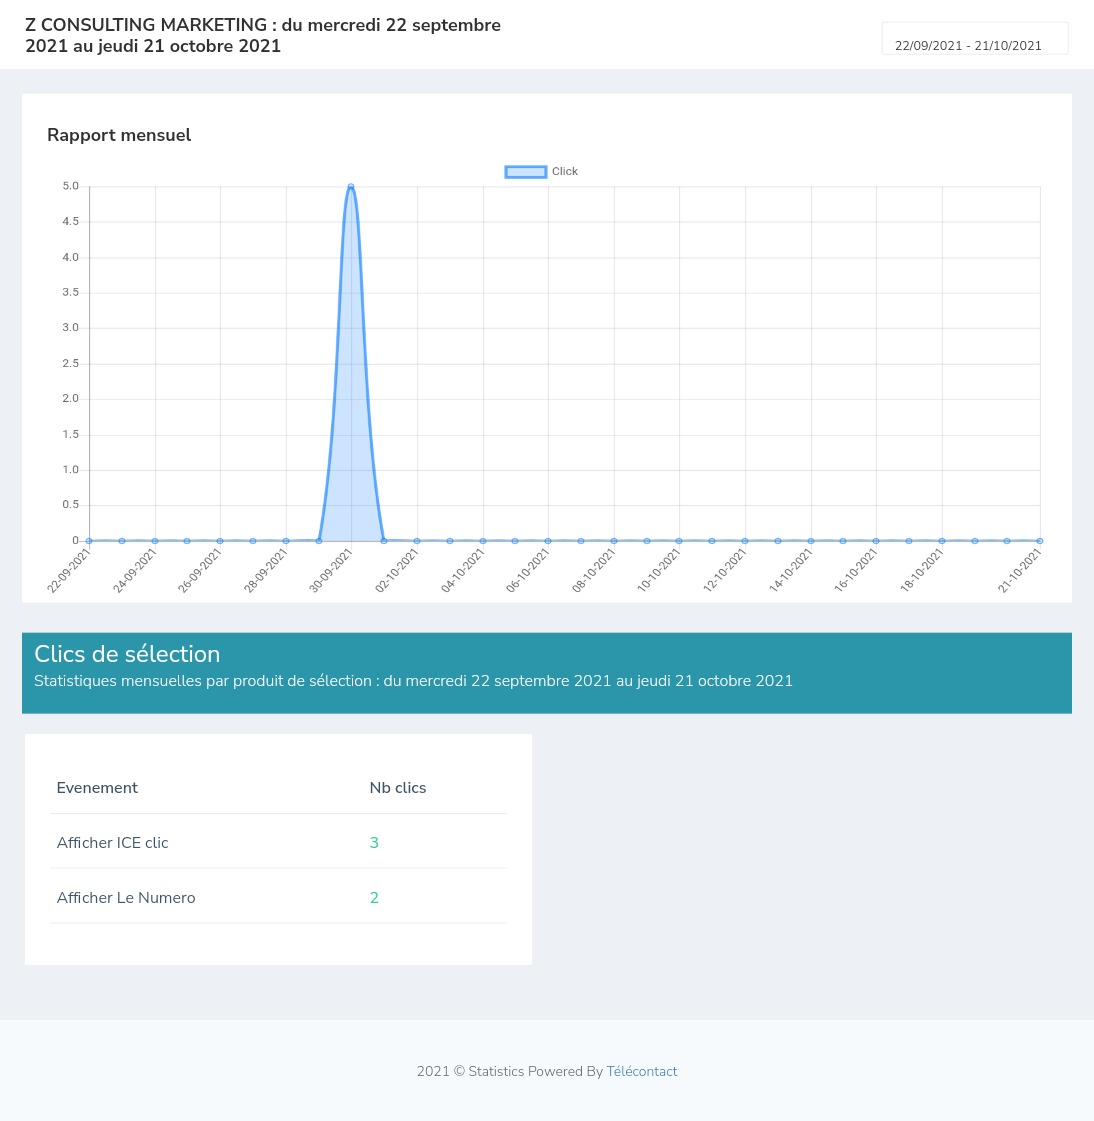 Z CONSULTING MARKETING : du mercredi 22 septembre
2021 au jeudi 21 octobre 2021
22/09/2021 - 21/10/2021
Rapport mensuel
Click
5.0
4.5
4.0
3.5
3.0
2.5
2.0
1.5
1.0
0.5
0
22-09-2021
24-09-2021
26-09-2021
28-09-2021
30-09-2021
02-10-2021
04-10-2021
06-10-2021
08-10-2021
10-10-2021
12-10-2021
14-10-2021
16-10-2021
18-10-2021
21-10-2021
Clics de sélection
Statistiques mensuelles par produit de sélection : du mercredi 22 septembre 2021 au jeudi 21 octobre 2021
Evenement Nb clics
Afficher ICE clic 3
Afficher Le Numero 2
2021 © Statistics Powered By Télécontact